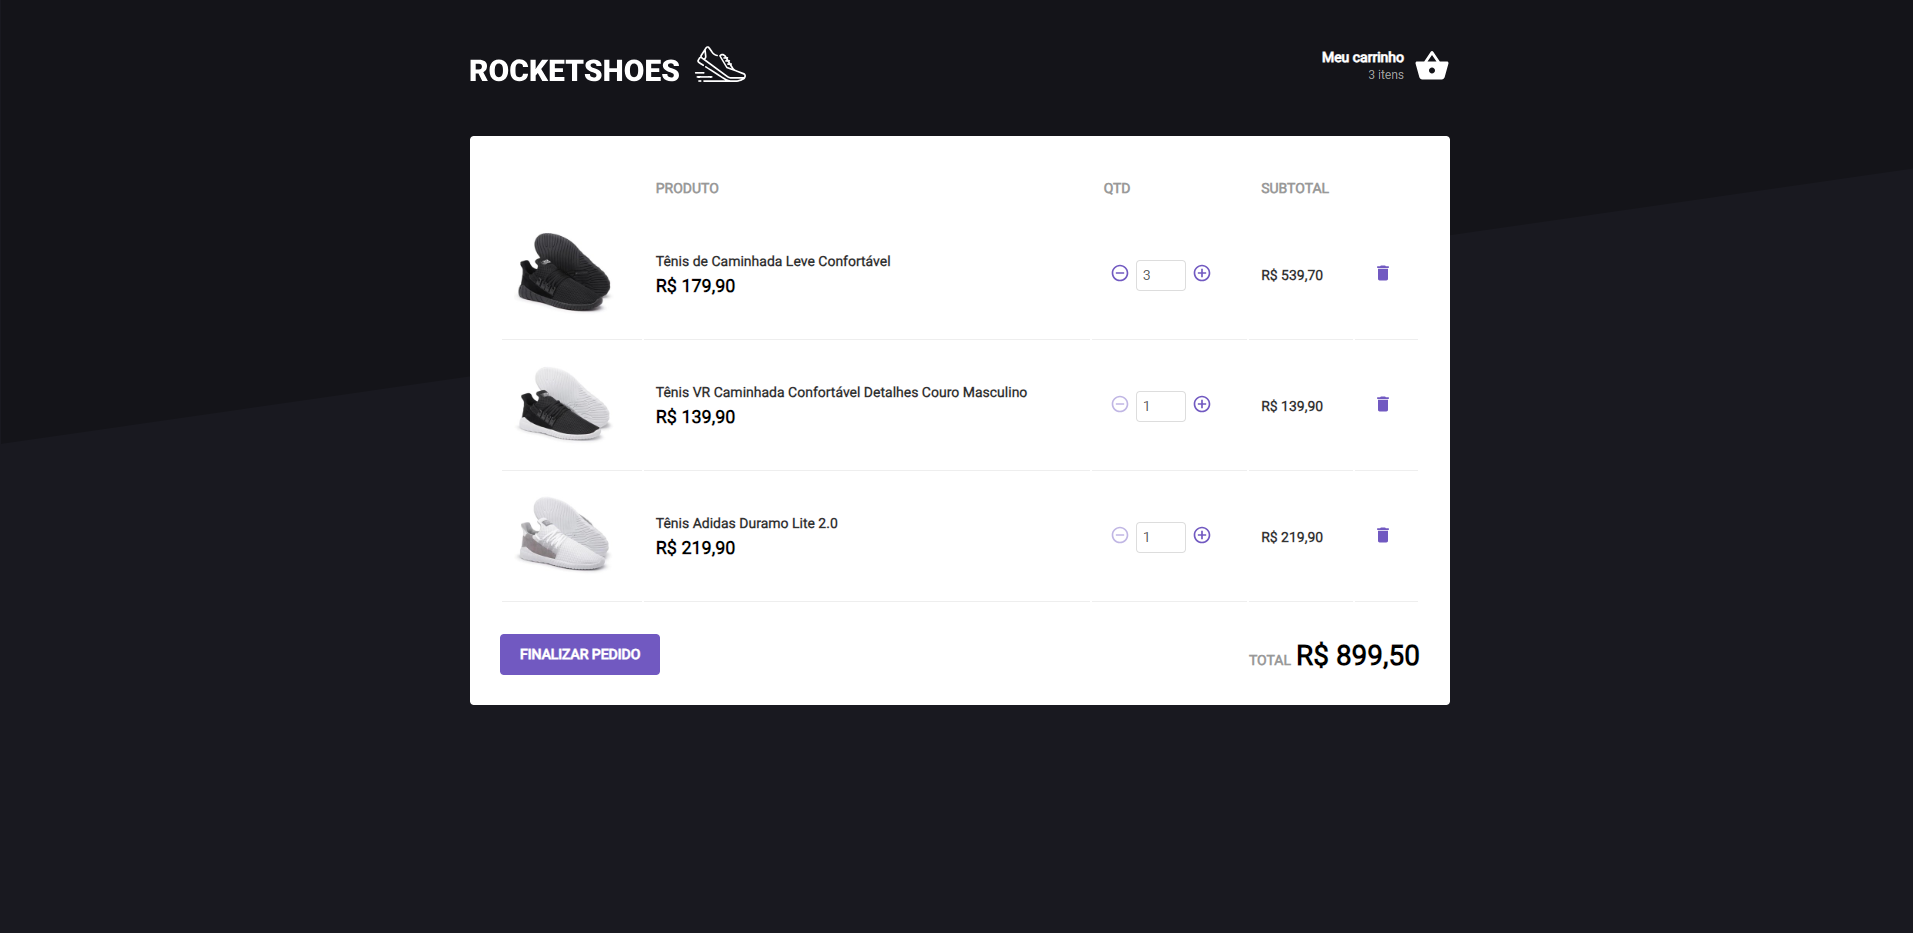 ROCKETSHOES
Meu carrinho
3 itens
PRODUTO QTD SUBTOTAL
Tênis de Caminhada Leve Confortável
R$ 179,90
3
R$ 539,70
Tênis VR Caminhada Confortável Detalhes Couro Masculino
R$ 139,90
1
R$ 139,90
Tênis Adidas Duramo Lite 2.0
R$ 219,90
1
R$ 219,90
FINALIZAR PEDIDO
TOTAL R$ 899,50